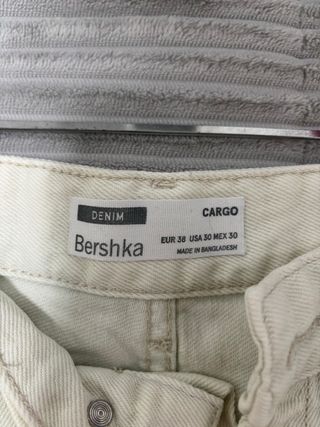 DENIM
CARGO
Bershka
EUR 38 USA 30 MEX 30
MADE IN BANGLADESH